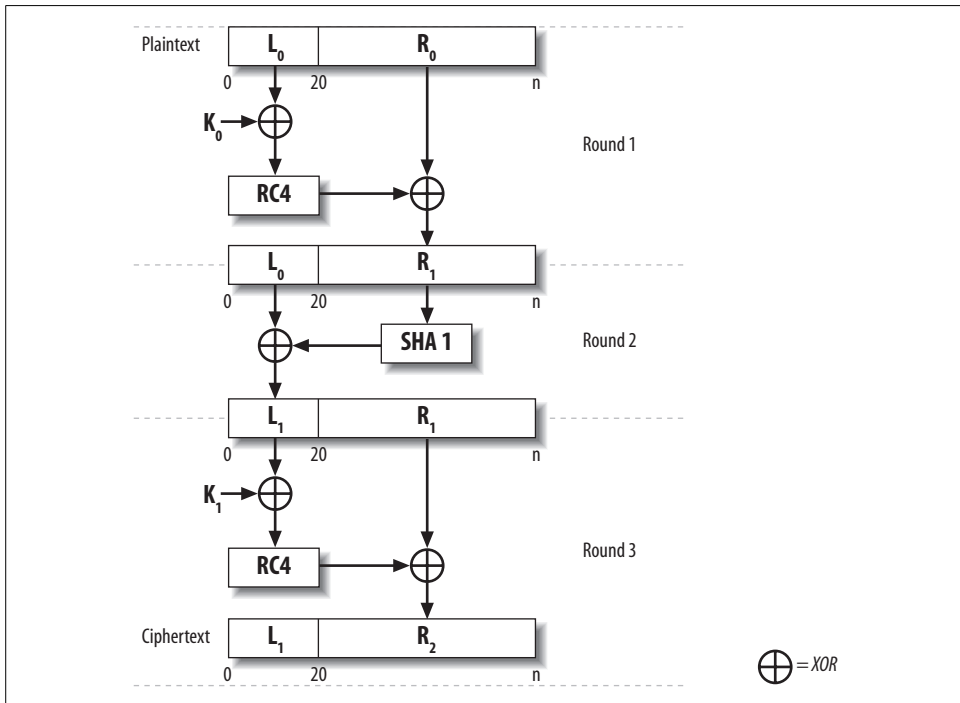 Plaintext L₀ R₀
0 20 n
K₀
Round 1
RC4
L₀ R₁
0 20 n
SHA 1 Round 2
L₁ R₁
0 20 n
K₁
Round 3
RC4
Ciphertext L₁ R₂
0 20 n
= XOR